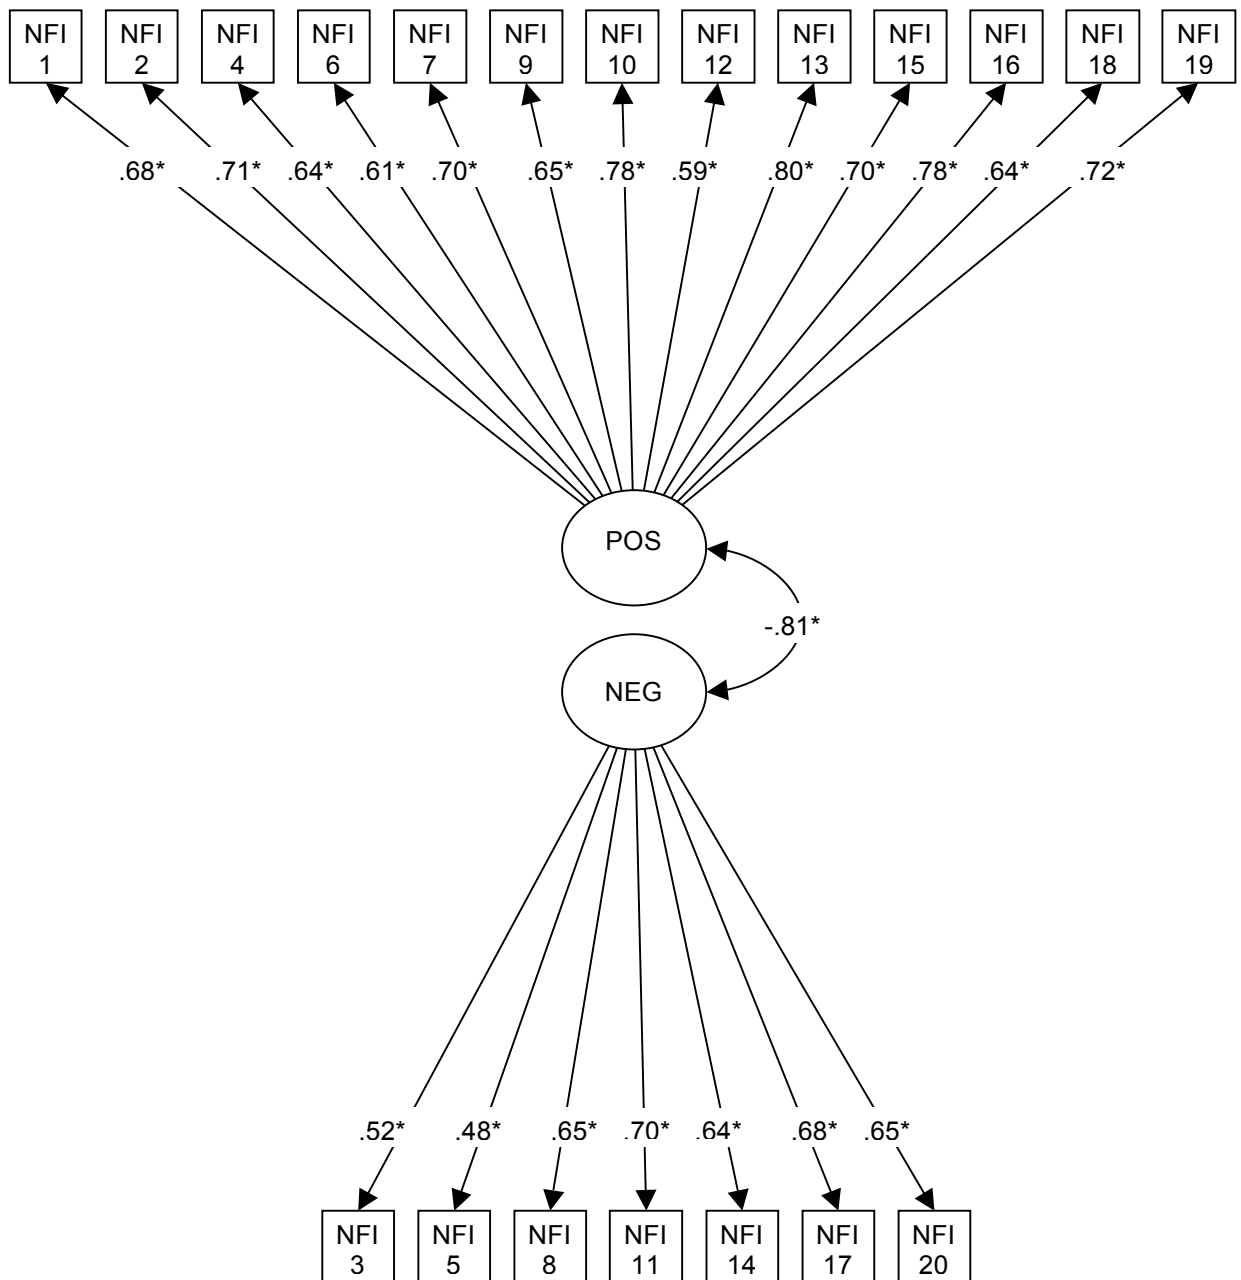 NFI NFI NFI NFI NFI NFI NFI NFI NFI NFI NFI NFI NFI
1 2 4 6 7 9 10 12 13 15 16 18 19
.68* .71* .64* .61* .70* .65* .78* .59* .80* .70* .78* .64* .72*
POS
-.81*
NEG
.52* .48* .65* .70* .64* .68* .65*
NFI NFI NFI NFI NFI NFI NFI
3 5 8 11 14 17 20